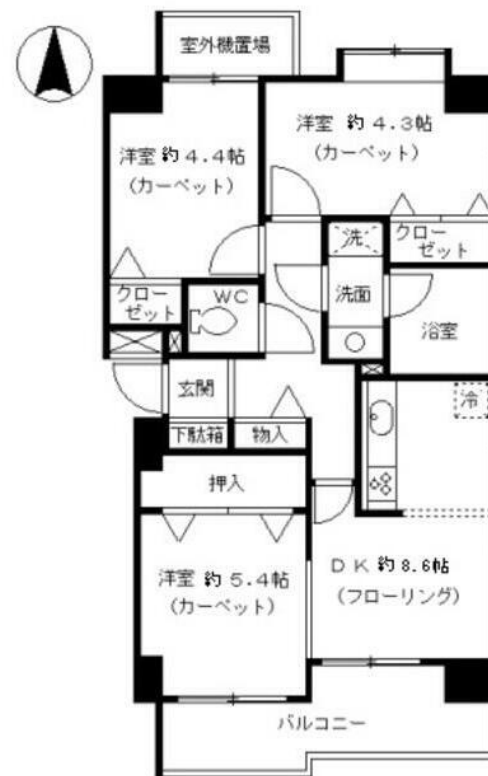 室外機置場
洋室 約 4.3帖
(カーペット)
洋室 約 4.4帖
(カーペット)
洗
クロー
ゼット
クロー
ゼット
WC
洗面
浴室
玄関
冷
下駄箱
物入
押入
洋室 約 5.4帖
(カーペット)
DK 約 8.6帖
(フローリング)
バルコニー